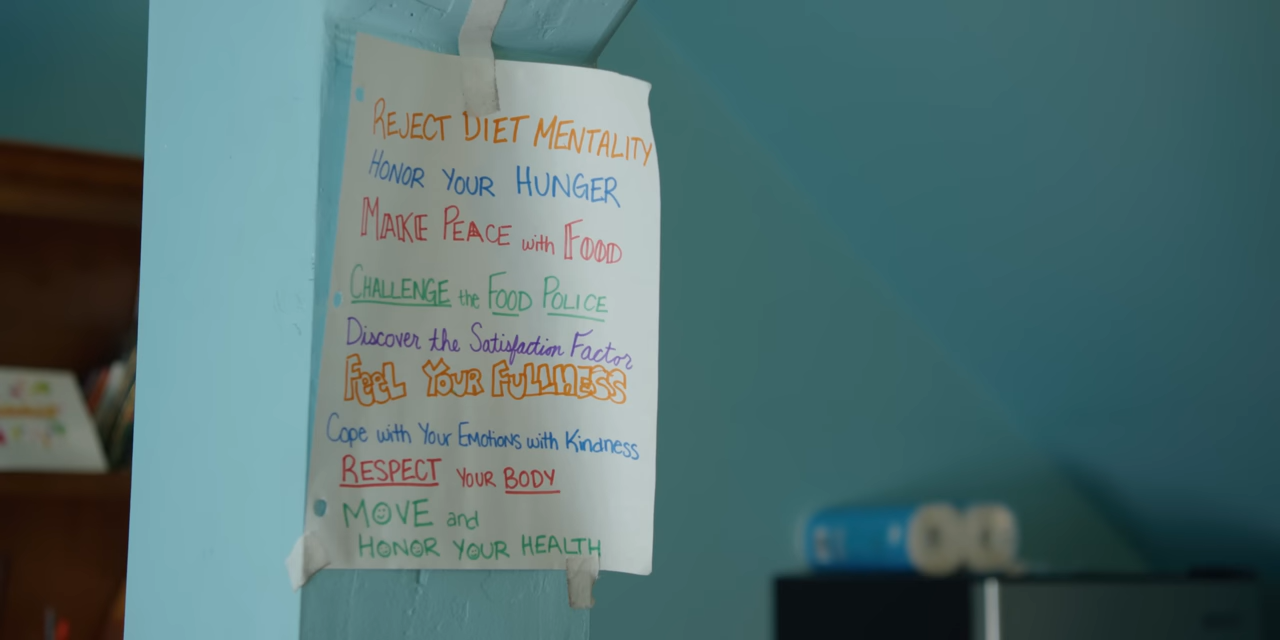 REJECT DIET MENTALITY
HONOR YOUR HUNGER
MAKE PEACE with FOOD
CHALLENGE the FOOD POLICE
Discover the Satisfaction Factor
FEEL YOUR FULLNESS
Cope with Your Emotions with Kindness
RESPECT YOUR BODY
MOVE and
HONOR YOUR HEALTH